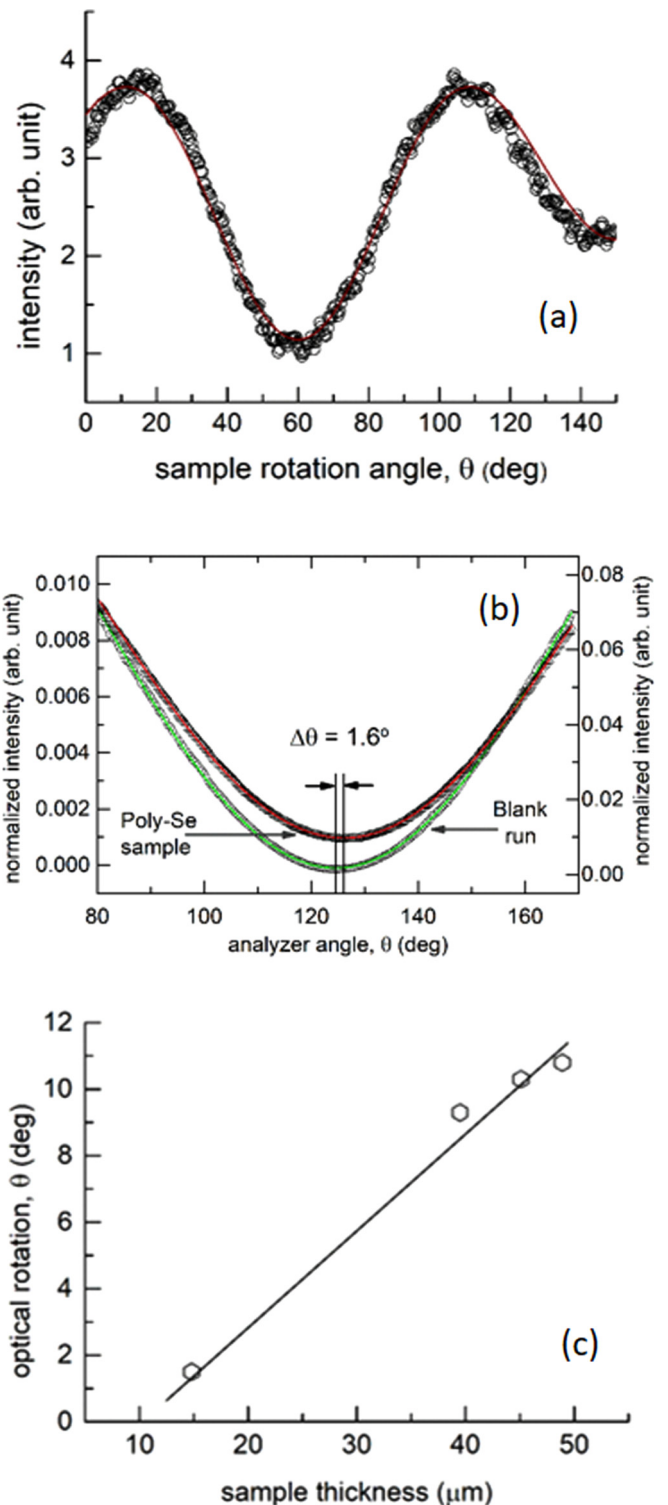 4
3
2
1
intensity (arb. unit)
(a)
0 20 40 60 80 100 120 140
sample rotation angle, θ (deg)
normalized intensity (arb. unit)
0.010
0.008
0.006
0.004
0.002
0.000
(b)
Δθ = 1.6º
Poly-Se
sample
Blank
run
0.08
0.06
0.04
0.02
0.00
normalized intensity (arb. unit)
80 100 120 140 160
analyzer angle, θ (deg)
12
10
8
6
4
2
0
optical rotation, θ (deg)
(c)
10 20 30 40 50
sample thickness (μm)